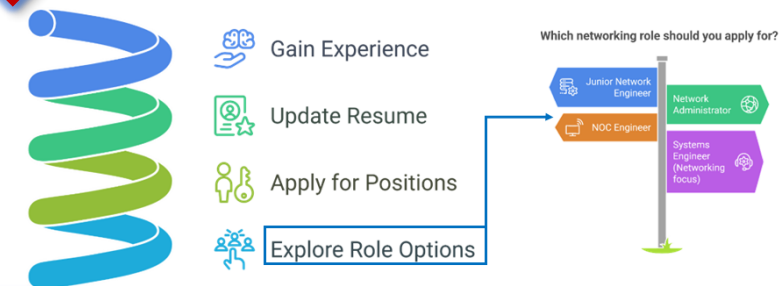 Gain Experience
Update Resume
Apply for Positions
Explore Role Options
Which networking role should you apply for?
Junior Network
Engineer
Network
Administrator
NOC Engineer
Systems
Engineer
(Networking
focus)